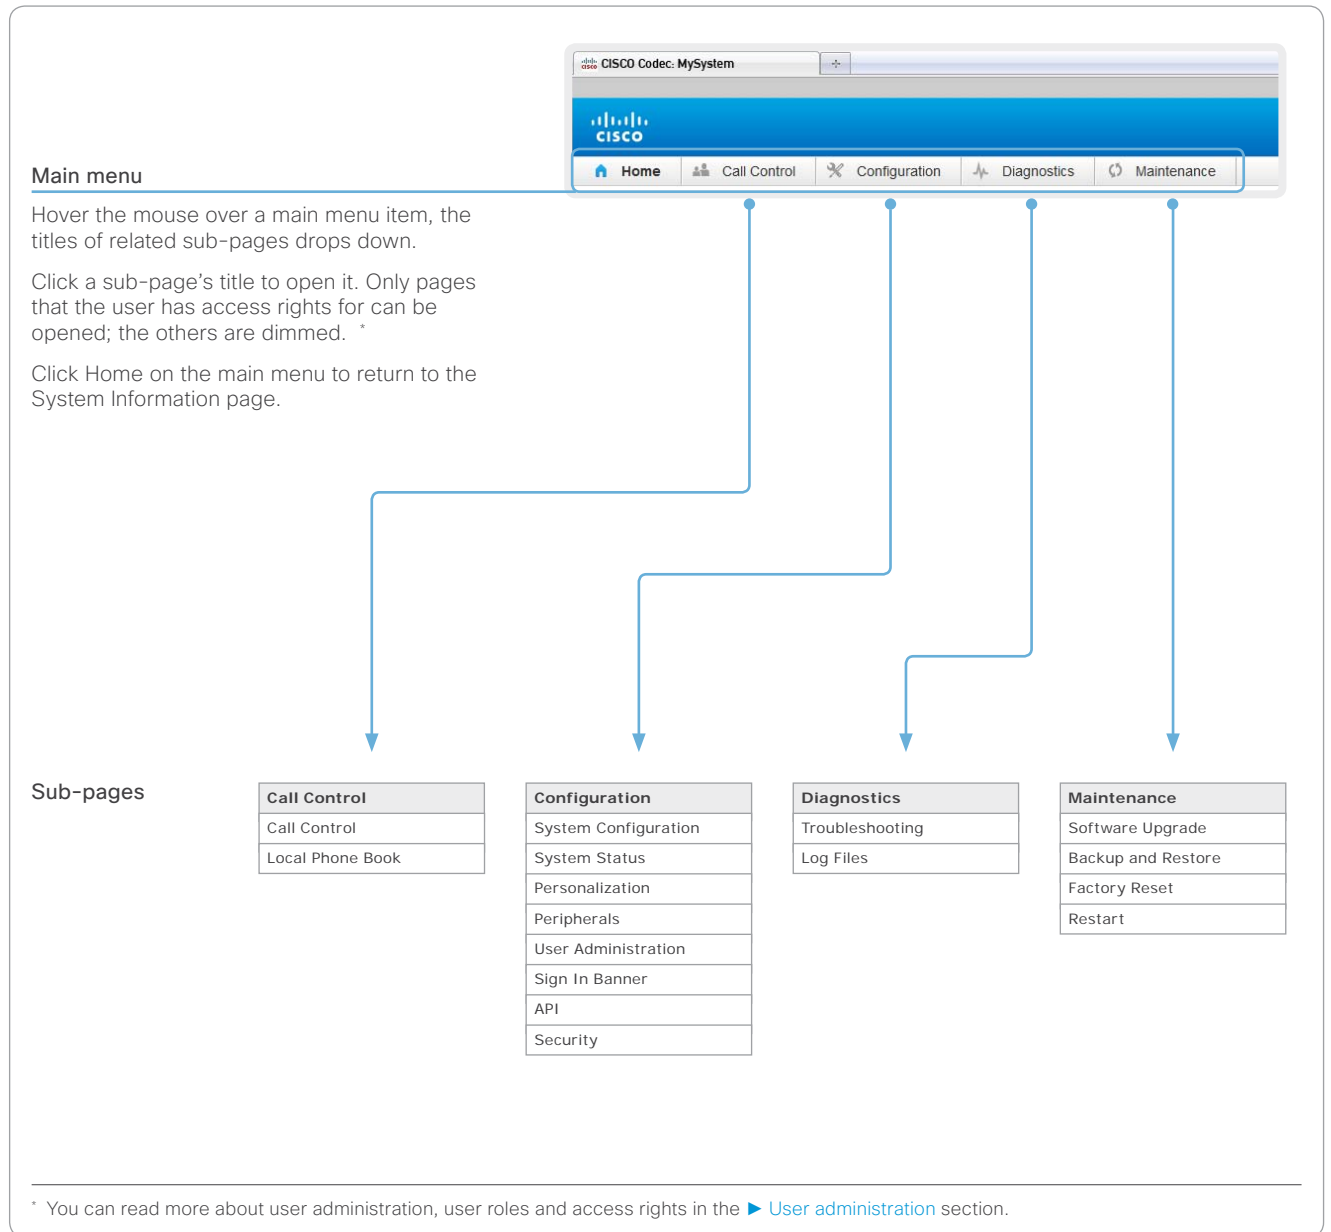 CISCO Codec: MySystem
CISCO
Home Call Control Configuration Diagnostics Maintenance
Main menu
Hover the mouse over a main menu item, the
titles of related sub-pages drops down.
Click a sub-page’s title to open it. Only pages
that the user has access rights for can be
opened; the others are dimmed. *
Click Home on the main menu to return to the
System Information page.
Sub-pages
Call Control
Call Control
Local Phone Book
Configuration
System Configuration
System Status
Personalization
Peripherals
User Administration
Sign In Banner
API
Security
Diagnostics
Troubleshooting
Log Files
Maintenance
Software Upgrade
Backup and Restore
Factory Reset
Restart
* You can read more about user administration, user roles and access rights in the ► User administration section.